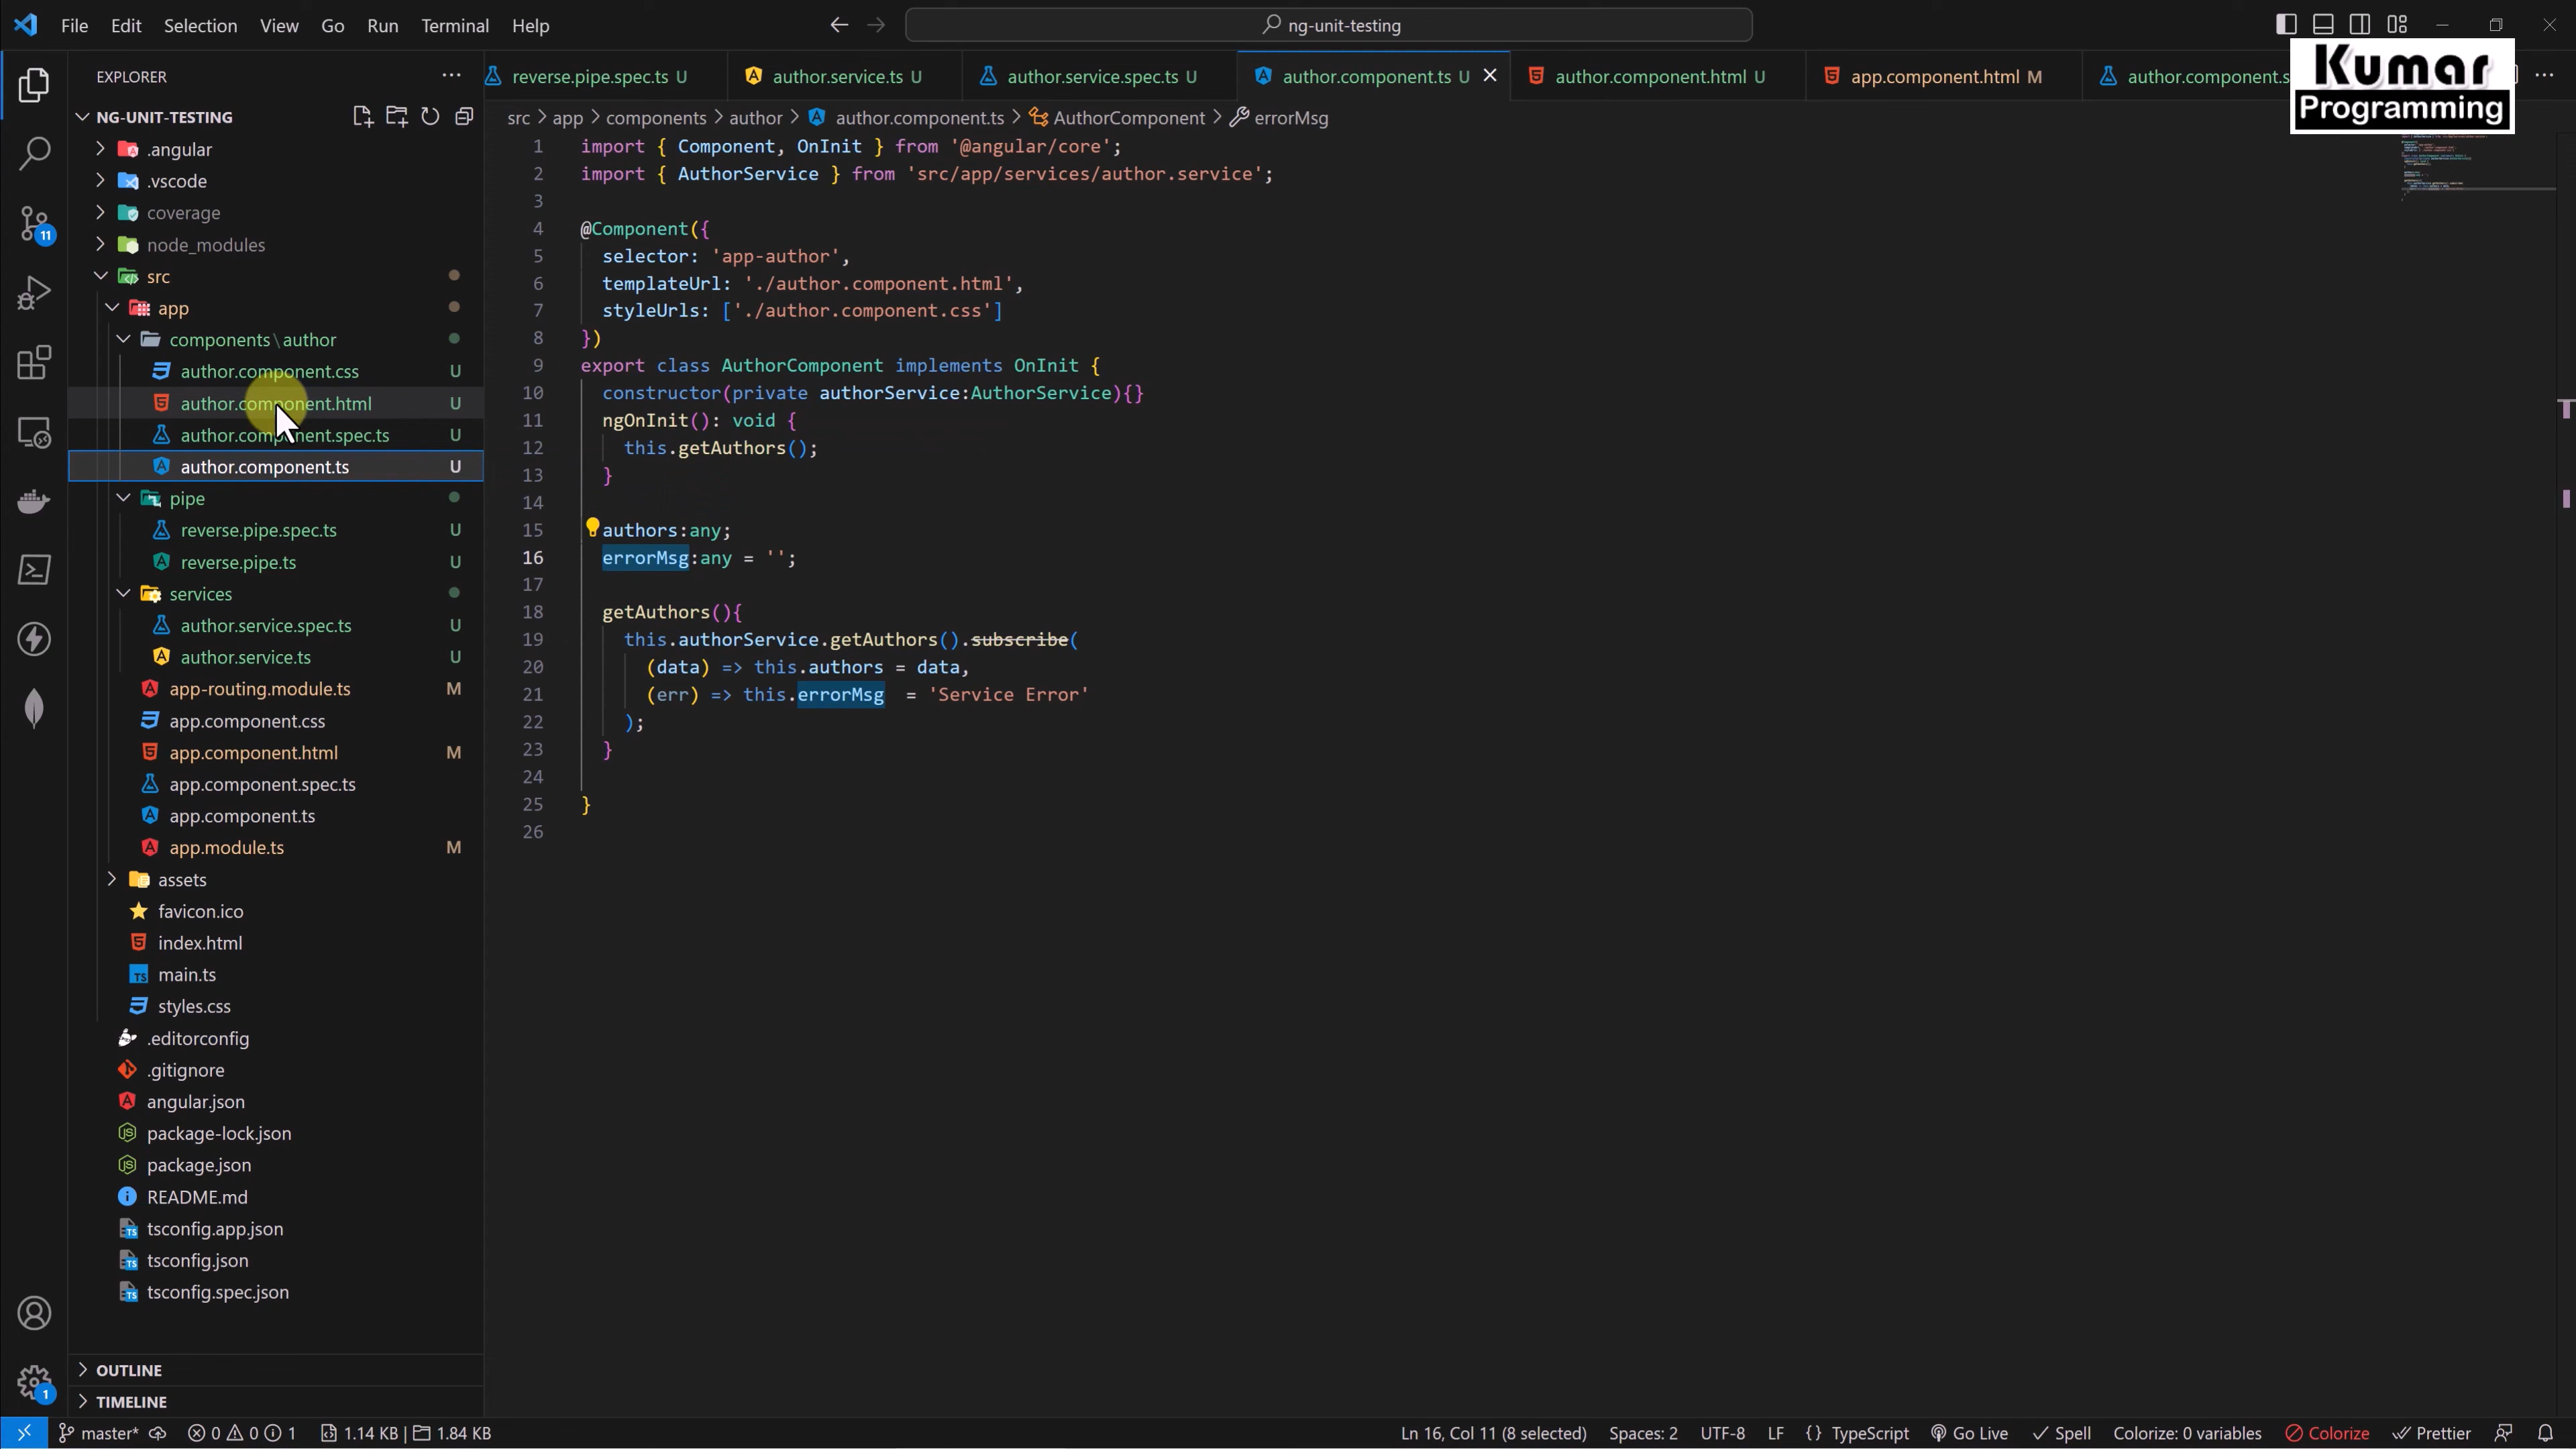 File Edit Selection View Go Run Terminal Help
ng-unit-testing
Kumar
Programming
EXPLORER
NG-UNIT-TESTING
.angular
.vscode
coverage
node_modules
src
app
components\author
author.component.css U
author.component.html U
author.component.spec.ts U
author.component.ts U
pipe
reverse.pipe.spec.ts U
reverse.pipe.ts U
services
author.service.spec.ts U
author.service.ts U
app-routing.module.ts M
app.component.css
app.component.html M
app.component.spec.ts
app.component.ts
app.module.ts M
assets
favicon.ico
index.html
main.ts
styles.css
.editorconfig
.gitignore
angular.json
package-lock.json
package.json
README.md
tsconfig.app.json
tsconfig.json
tsconfig.spec.json
OUTLINE
TIMELINE
11
1
reverse.pipe.spec.ts U author.service.ts U author.service.spec.ts U author.component.ts U author.component.html U app.component.html M author.component.s
src > app > components > author > author.component.ts > AuthorComponent > errorMsg
1 import { Component, OnInit } from '@angular/core';
2 import { AuthorService } from 'src/app/services/author.service';
3
4 @Component({
5 selector: 'app-author',
6 templateUrl: './author.component.html',
7 styleUrls: ['./author.component.css']
8 })
9 export class AuthorComponent implements OnInit {
10 constructor(private authorService:AuthorService){}
11 ngOnInit(): void {
12 this.getAuthors();
13 }
14
15 authors:any;
16 errorMsg:any = '';
17
18 getAuthors(){
19 this.authorService.getAuthors().subscribe(
20 (data) => this.authors = data,
21 (err) => this.errorMsg  = 'Service Error'
22 );
23 }
24
25 }
26
master* 0 0 1 1.14 KB | 1.84 KB Ln 16, Col 11 (8 selected) Spaces: 2 UTF-8 LF {} TypeScript Go Live Spell Colorize: 0 variables Colorize Prettier